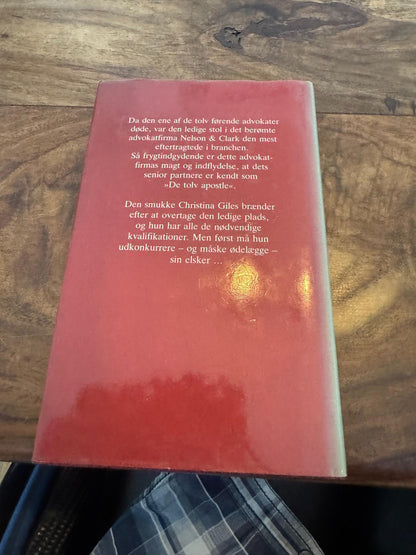 Da den ene af de tolv førende advokater
døde, var den ledige stol i det berømte
advokatfirma Nelson & Clark den mest
eftertragtede i branchen.
Så frygtindgydende er dette advokat-
firmas magt og indflydelse, at dets
senior partnere er kendt som
»De tolv apostle«.
Den smukke Christina Giles brænder
efter at overtage den ledige plads,
og hun har alle de nødvendige
kvalifikationer. Men først må hun
udkonkurrere – og måske ødelægge –
sin elsker ...